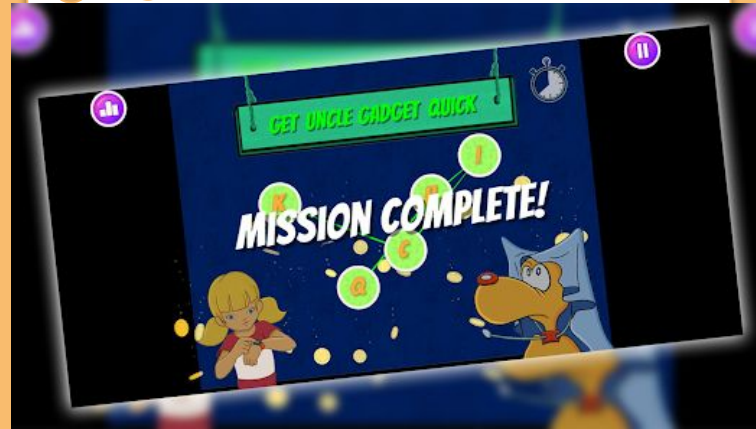 GET UNCLE GADGET QUICK
I
K
U
MISSION COMPLETE!
C
Q